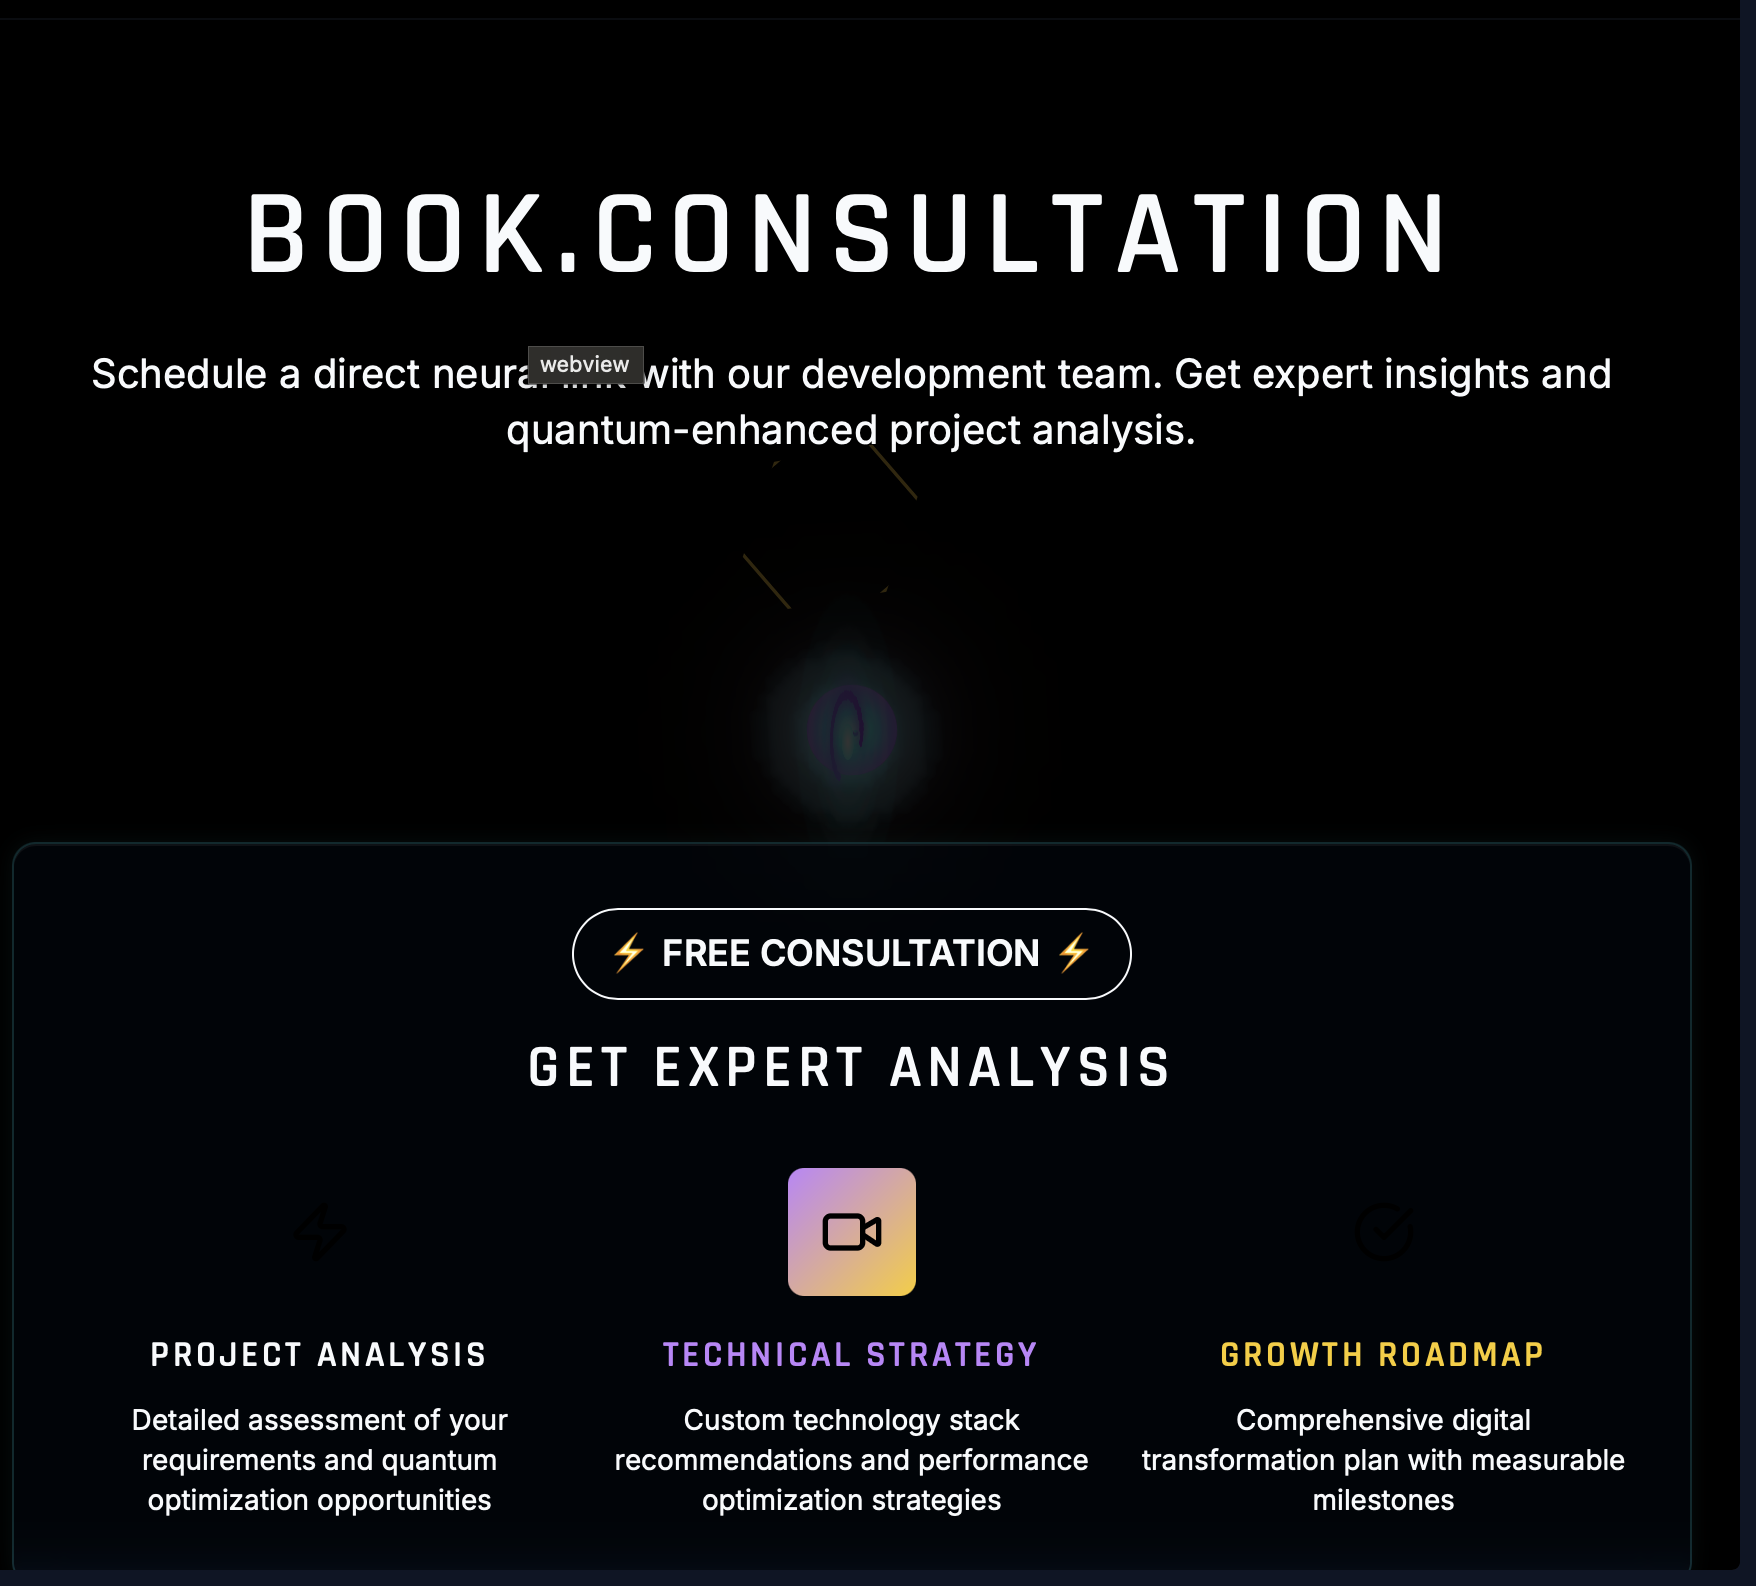 BOOK.CONSULTATION
webview
Schedule a direct neural link with our development team. Get expert insights and
quantum-enhanced project analysis.
⚡ FREE CONSULTATION ⚡
GET EXPERT ANALYSIS
PROJECT ANALYSIS
Detailed assessment of your
requirements and quantum
optimization opportunities
TECHNICAL STRATEGY
Custom technology stack
recommendations and performance
optimization strategies
GROWTH ROADMAP
Comprehensive digital
transformation plan with measurable
milestones